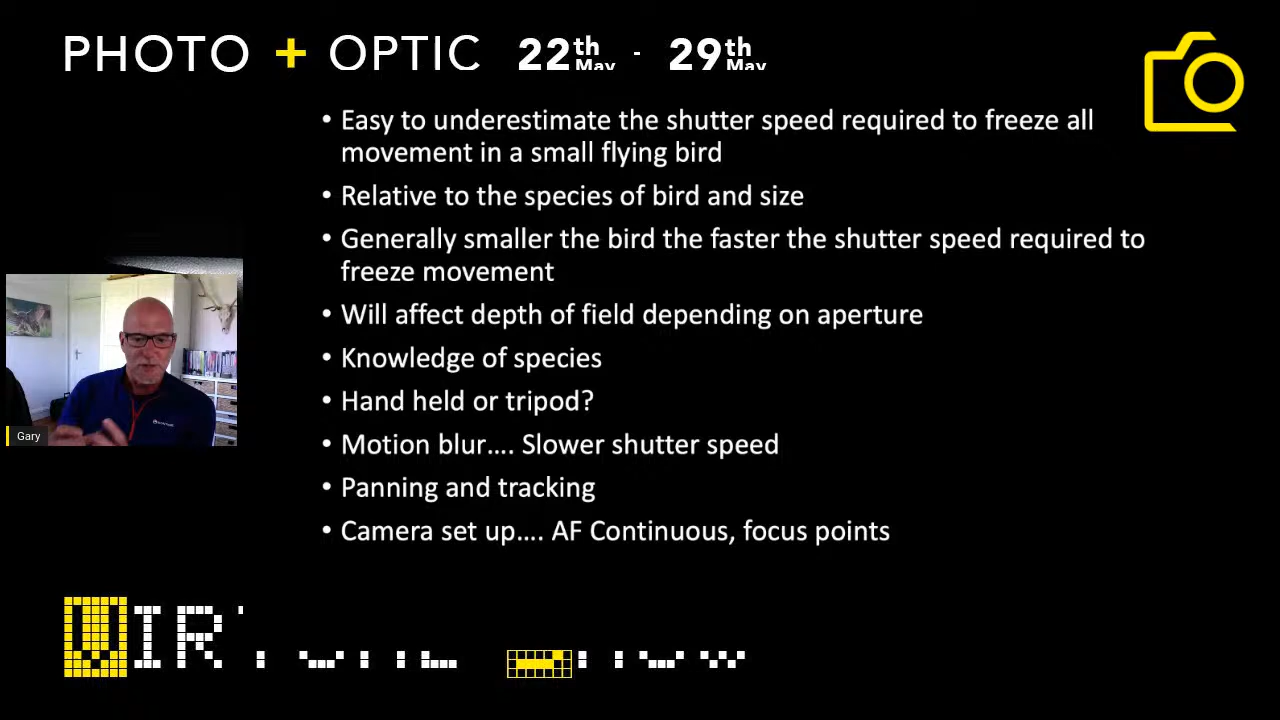 PHOTO + OPTIC 22th May - 29th May
• Easy to underestimate the shutter speed required to freeze all
movement in a small flying bird
• Relative to the species of bird and size
• Generally smaller the bird the faster the shutter speed required to
freeze movement
• Will affect depth of field depending on aperture
• Knowledge of species
• Hand held or tripod?
• Motion blur.... Slower shutter speed
• Panning and tracking
• Camera set up.... AF Continuous, focus points
Gary